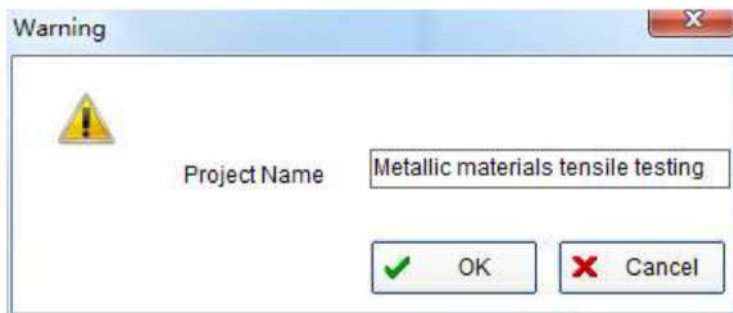 Warning
Project Name
Metallic materials tensile testing
OK
Cancel